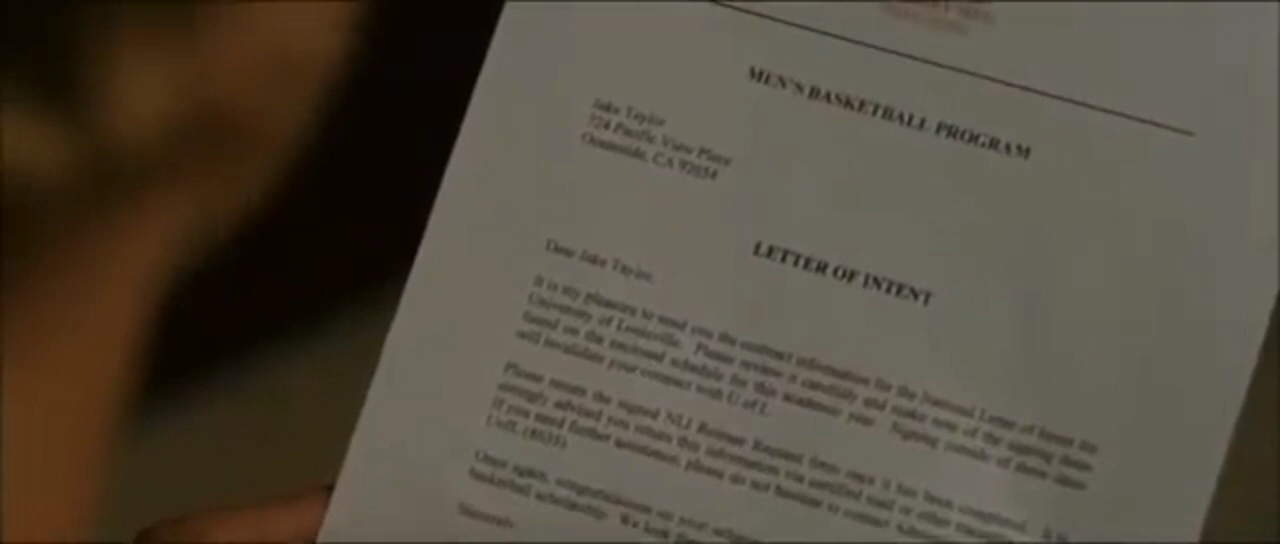 MEN'S BASKETBALL PROGRAM
Jake Taylor
724 Pacific View Place
Oceanside, CA 92054
LETTER OF INTENT
Dear Jake Taylor,
It is my pleasure to send you the contract information for the National Letter of Intent for
University of Louisville. Please review it carefully and make note of the signing dates
found on the enclosed schedule for this academic year. Signing outside of these dates
will invalidate your contract with U of L.
Please return the signed NLI Release Request form once it has been completed.
strongly advised you return this information via certified mail or other
If you need further assistance, please do not hesitate to contact
UofL
Once again, congratulations on your
basketball scholarship. We look
Sincerely